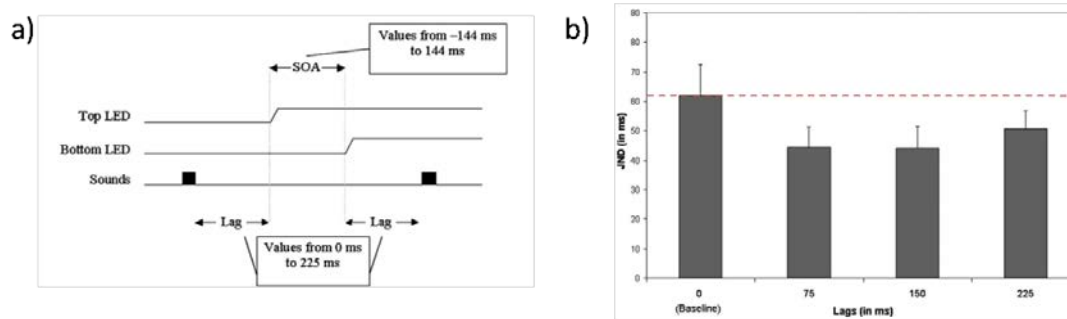 a)
Values from –144 ms
to 144 ms
SOA
Top LED
Bottom LED
Sounds
Lag
Lag
Values from 0 ms
to 225 ms
b)
JND (in ms)
80
70
60
50
40
30
20
10
0
0
(Baseline)
75
150
225
Lags (in ms)